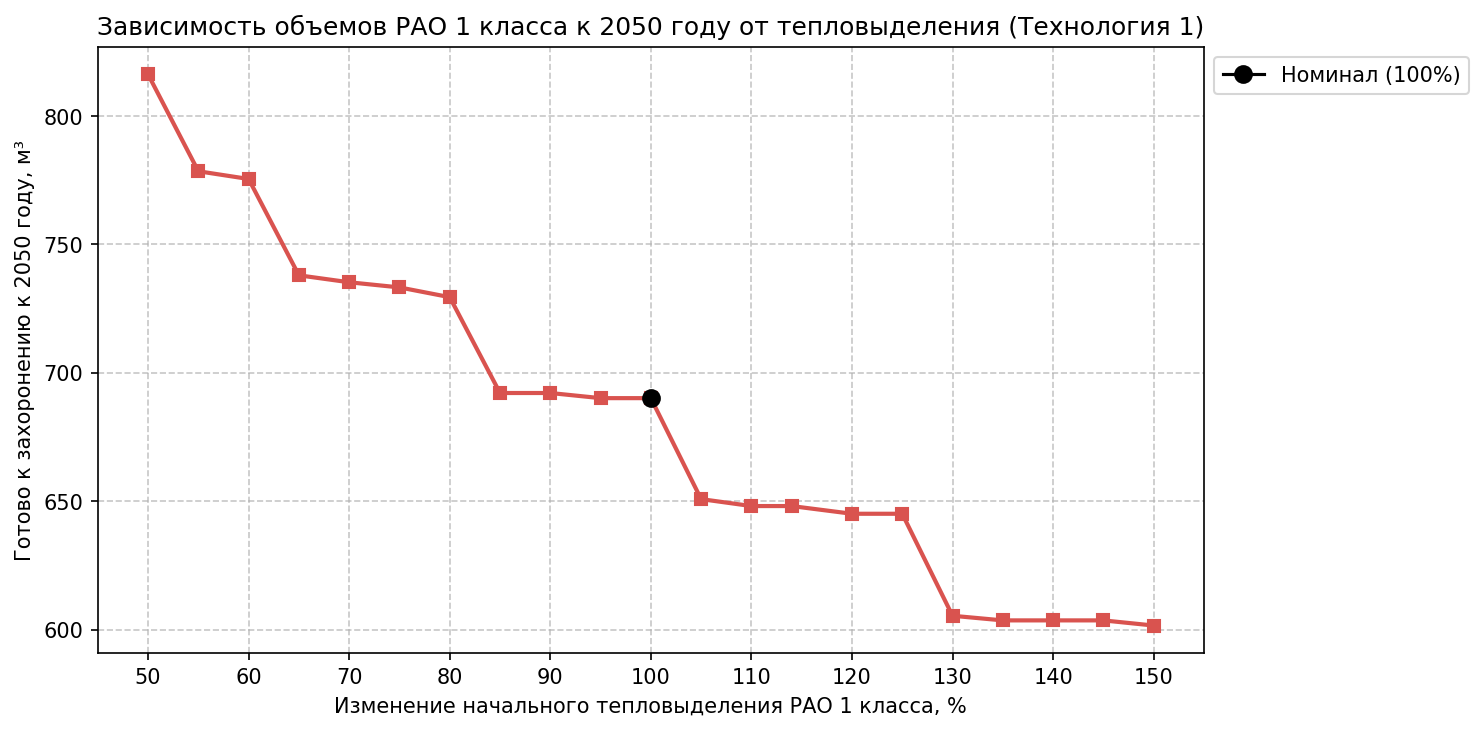 Зависимость объемов РАО 1 класса к 2050 году от тепловыделения (Технология 1)
Номинал (100%)
Готово к захоронению к 2050 году, м³
800
750
700
650
600
50 60 70 80 90 100 110 120 130 140 150
Изменение начального тепловыделения РАО 1 класса, %